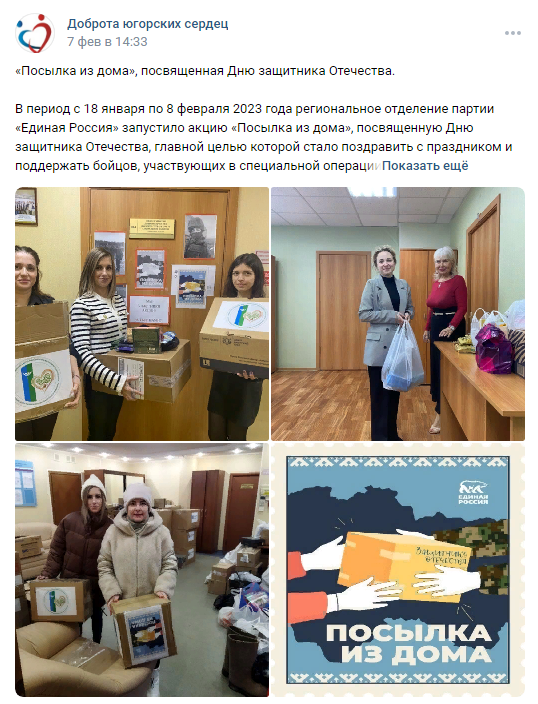 Доброта югорских сердец
7 фев в 14:33
«Посылка из дома», посвященная Дню защитника Отечества.
В период с 18 января по 8 февраля 2023 года региональное отделение партии
«Единая Россия» запустило акцию «Посылка из дома», посвященную Дню
защитника Отечества, главной целью которой стало поздравить с праздником и
поддержать бойцов, участвующих в специальной операции Показать ещё
ЕДИНАЯ
РОССИЯ
ЗАЩИТНИКУ
ОТЕЧЕСТВА
ПОСЫЛКА
ИЗ ДОМА